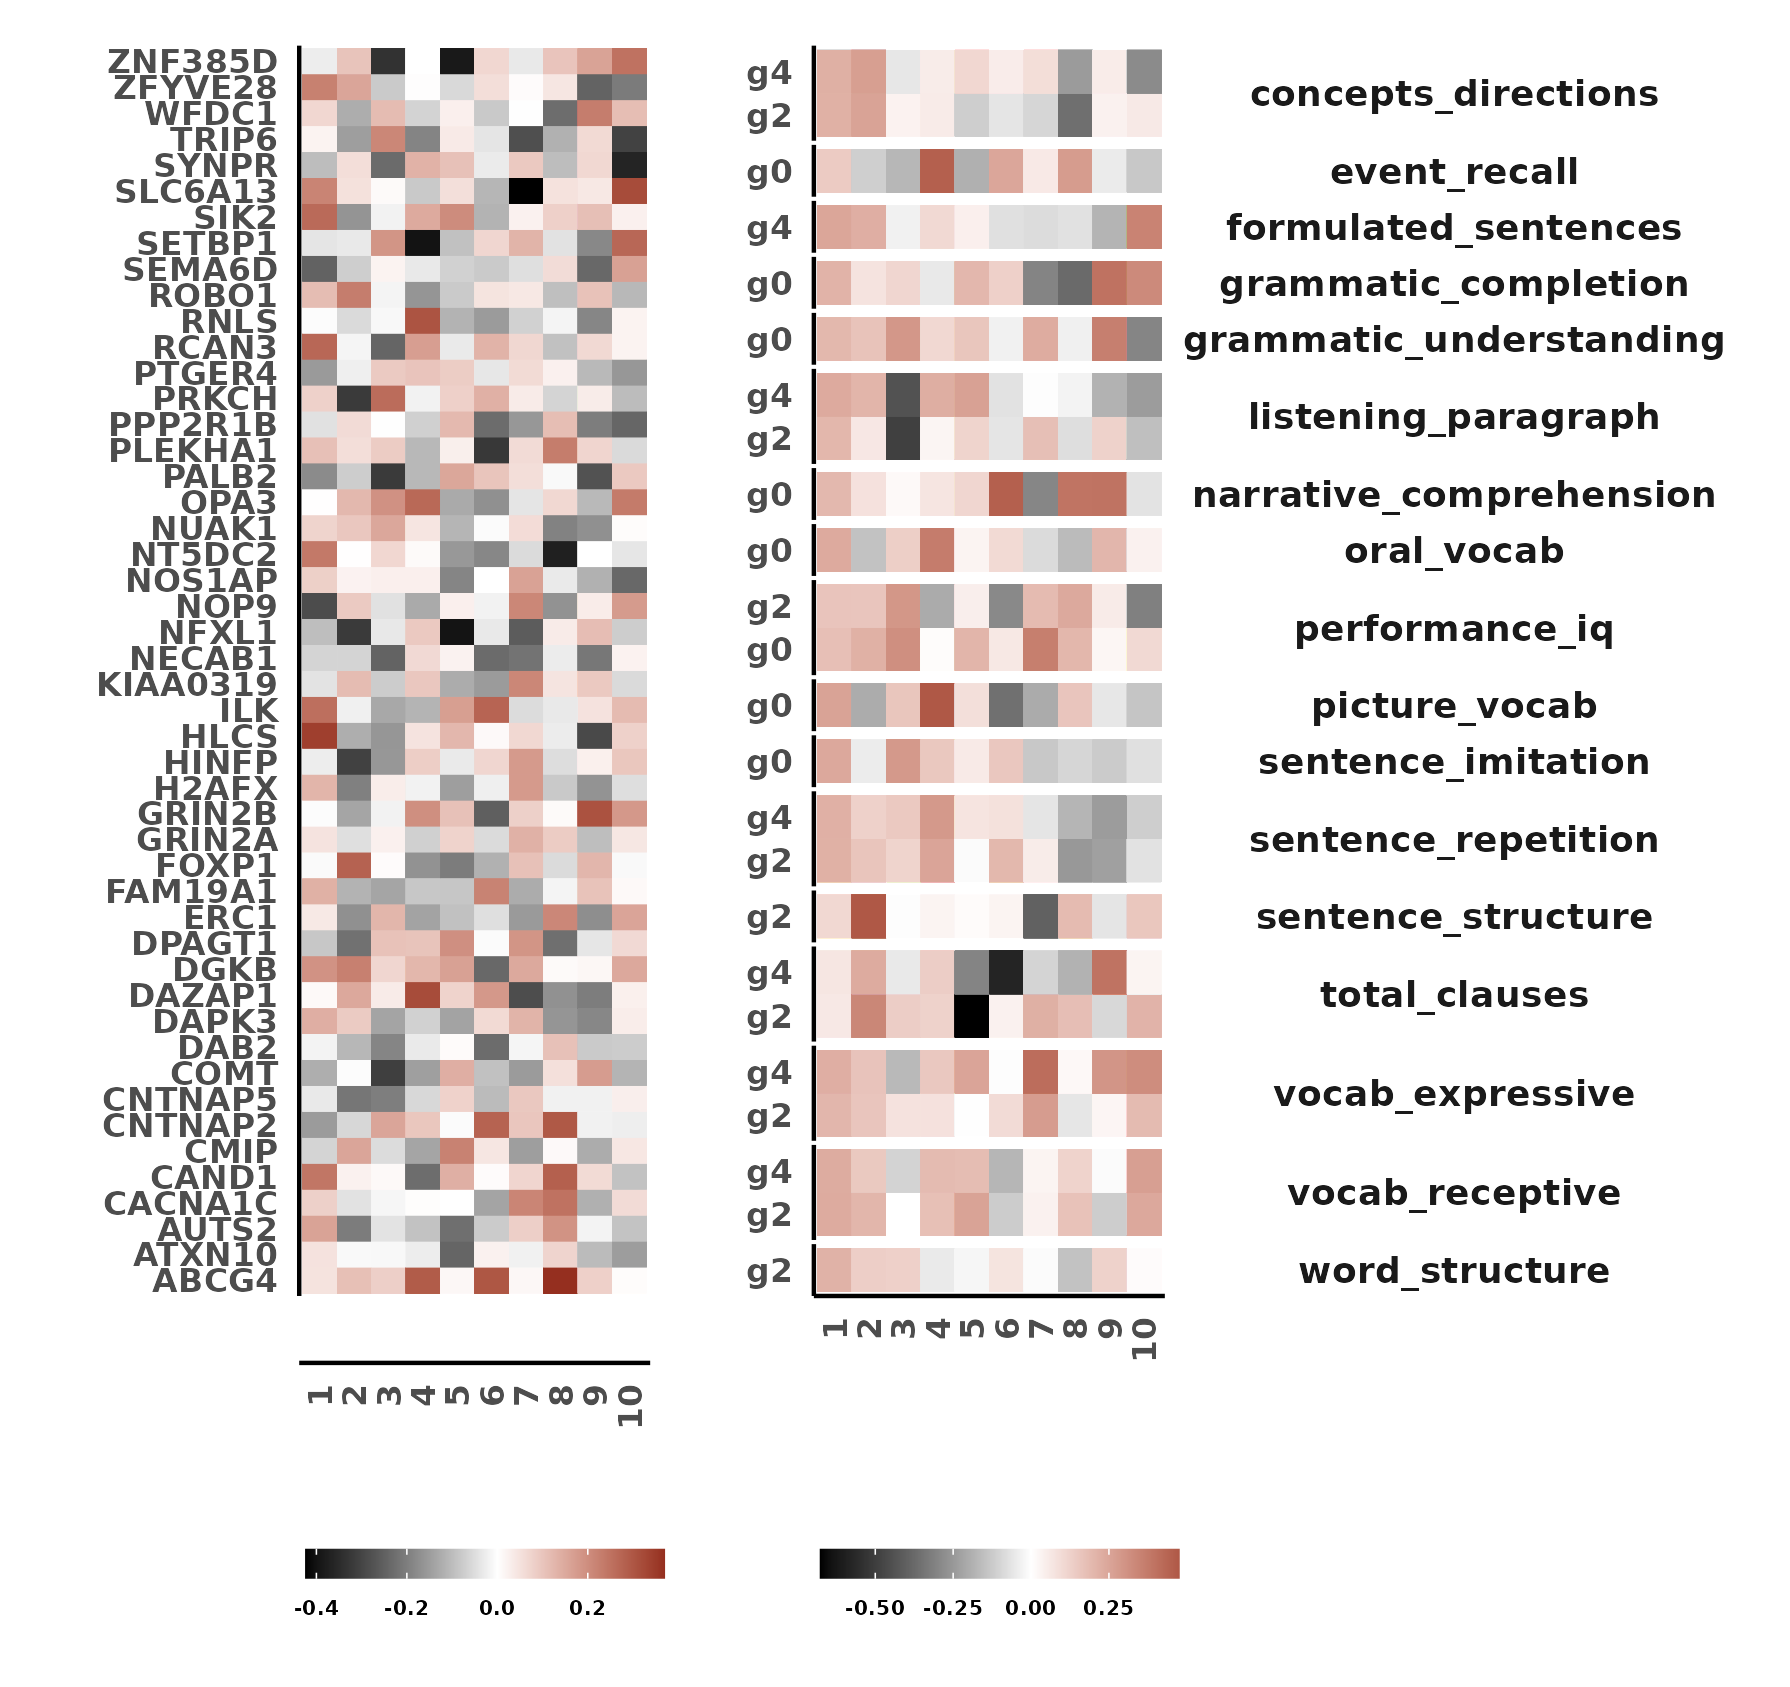 ZNF385D
ZFYVE28
WFDC1
TRIP6
SYNPR
SLC6A13
SIK2
SETBP1
SEMA6D
ROBO1
RNLS
RCAN3
PTGER4
PRKCH
PPP2R1B
PLEKHA1
PALB2
OPA3
NUAK1
NT5DC2
NOS1AP
NOP9
NFXL1
NECAB1
KIAA0319
ILK
HLCS
HINFP
H2AFX
GRIN2B
GRIN2A
FOXP1
FAM19A1
ERC1
DPAGT1
DGKB
DAZAP1
DAPK3
DAB2
COMT
CNTNAP5
CNTNAP2
CMIP
CAND1
CACNA1C
AUTS2
ATXN10
ABCG4
1 2 3 4 5 6 7 8 9 10
-0.4 -0.2 0.0 0.2
g4
g2
concepts_directions
g0
event_recall
g4
formulated_sentences
g0
grammatic_completion
g0
grammatic_understanding
g4
g2
listening_paragraph
g0
narrative_comprehension
g0
oral_vocab
g2
g0
performance_iq
g0
picture_vocab
g0
sentence_imitation
g4
g2
sentence_repetition
g2
sentence_structure
g4
g2
total_clauses
g4
g2
vocab_expressive
g4
g2
vocab_receptive
g2
word_structure
1 2 3 4 5 6 7 8 9 10
-0.50 -0.25 0.00 0.25